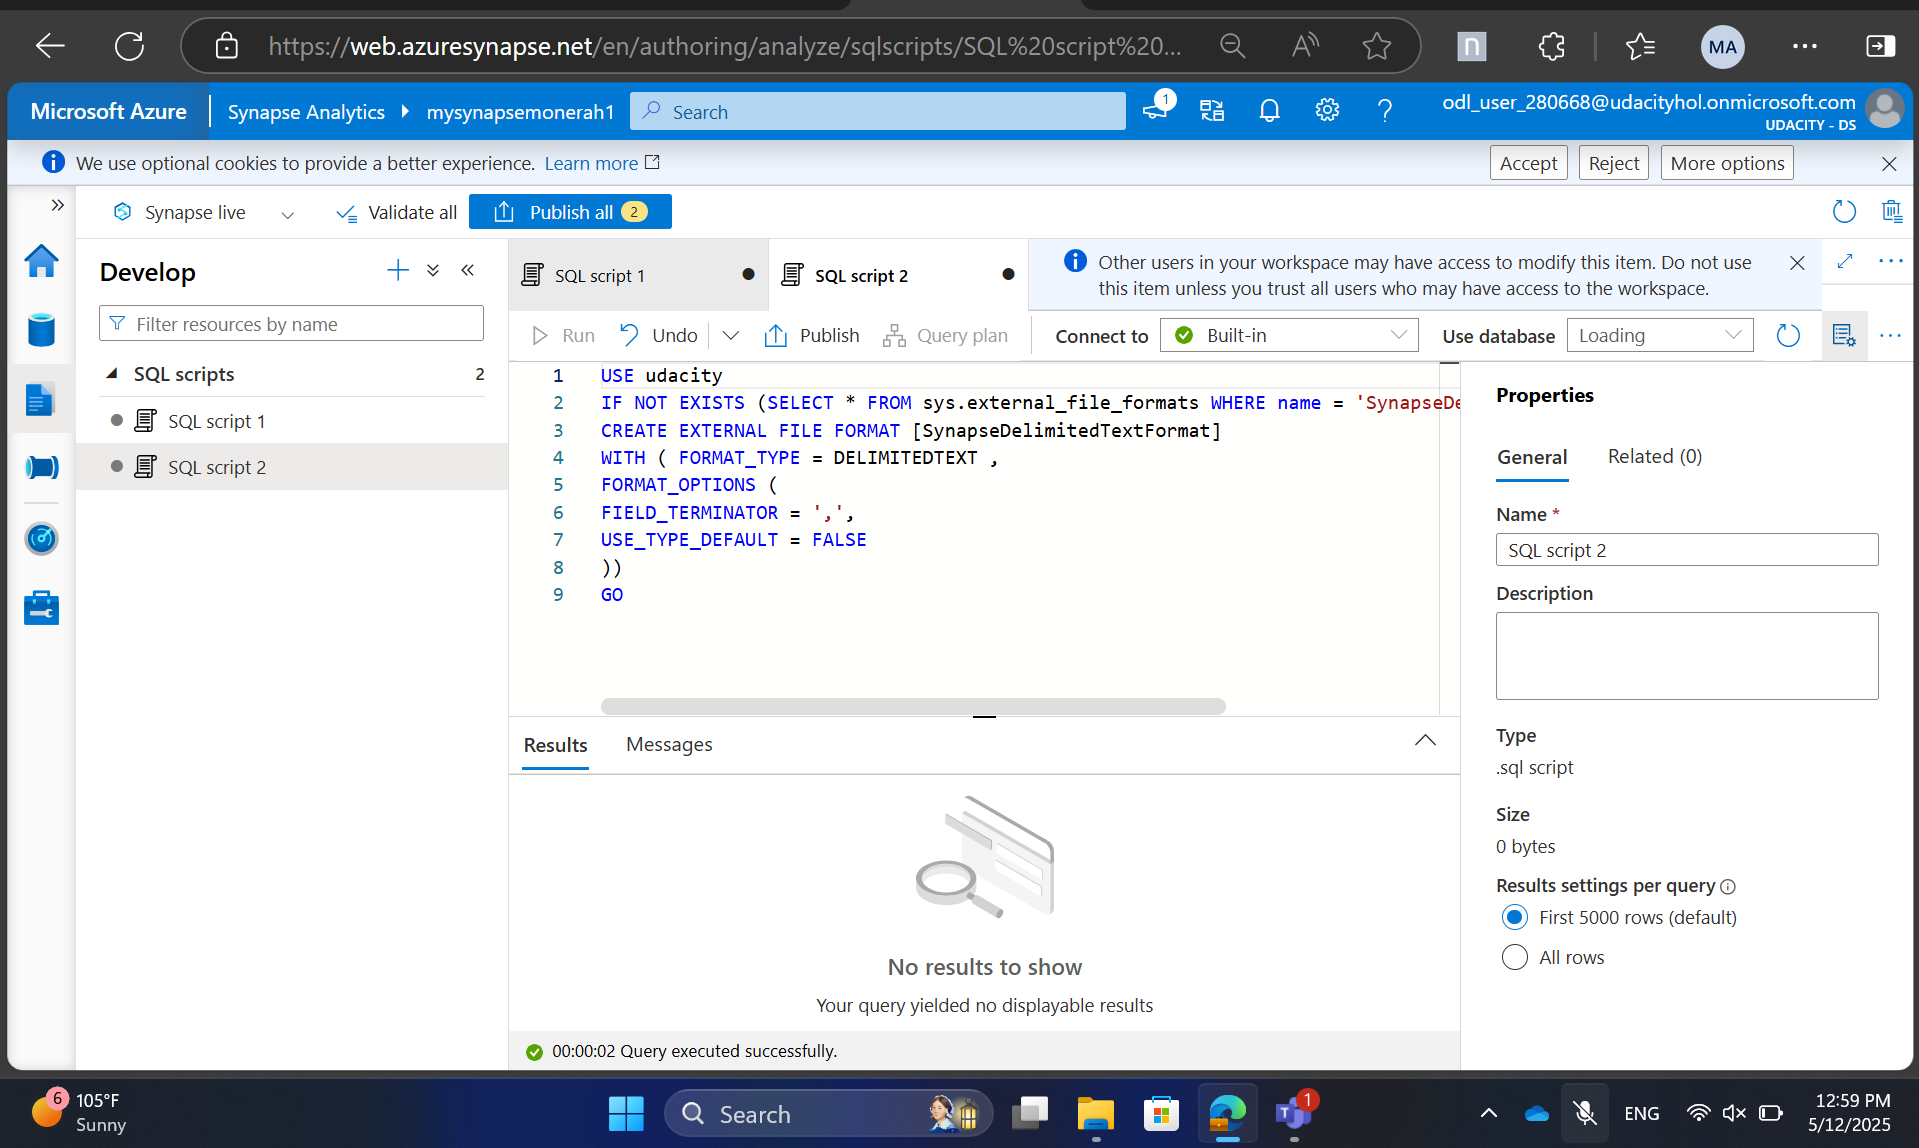 https://web.azuresynapse.net/en/authoring/analyze/sqlscripts/SQL%20script%20...
n
MA
Microsoft Azure
Synapse Analytics
mysynapsemonerah1
Search
1
odl_user_280668@udacityhol.onmicrosoft.com
UDACITY - DS
We use optional cookies to provide a better experience. Learn more
Accept
Reject
More options
Synapse live
Validate all
Publish all 2
Develop
Filter resources by name
SQL scripts 2
SQL script 1
SQL script 2
SQL script 1
SQL script 2
Other users in your workspace may have access to modify this item. Do not use
this item unless you trust all users who may have access to the workspace.
Run
Undo
Publish
Query plan
Connect to
Built-in
Use database
Loading
1 USE udacity
2 IF NOT EXISTS (SELECT * FROM sys.external_file_formats WHERE name = 'SynapseDe
3 CREATE EXTERNAL FILE FORMAT [SynapseDelimitedTextFormat]
4 WITH ( FORMAT_TYPE = DELIMITEDTEXT ,
5 FORMAT_OPTIONS (
6 FIELD_TERMINATOR = ',',
7 USE_TYPE_DEFAULT = FALSE
8 ))
9 GO
Results
Messages
No results to show
Your query yielded no displayable results
00:00:02 Query executed successfully.
Properties
General
Related (0)
Name *
SQL script 2
Description
Type
.sql script
Size
0 bytes
Results settings per query
First 5000 rows (default)
All rows
6
105°F
Sunny
Search
1
ENG
12:59 PM
5/12/2025